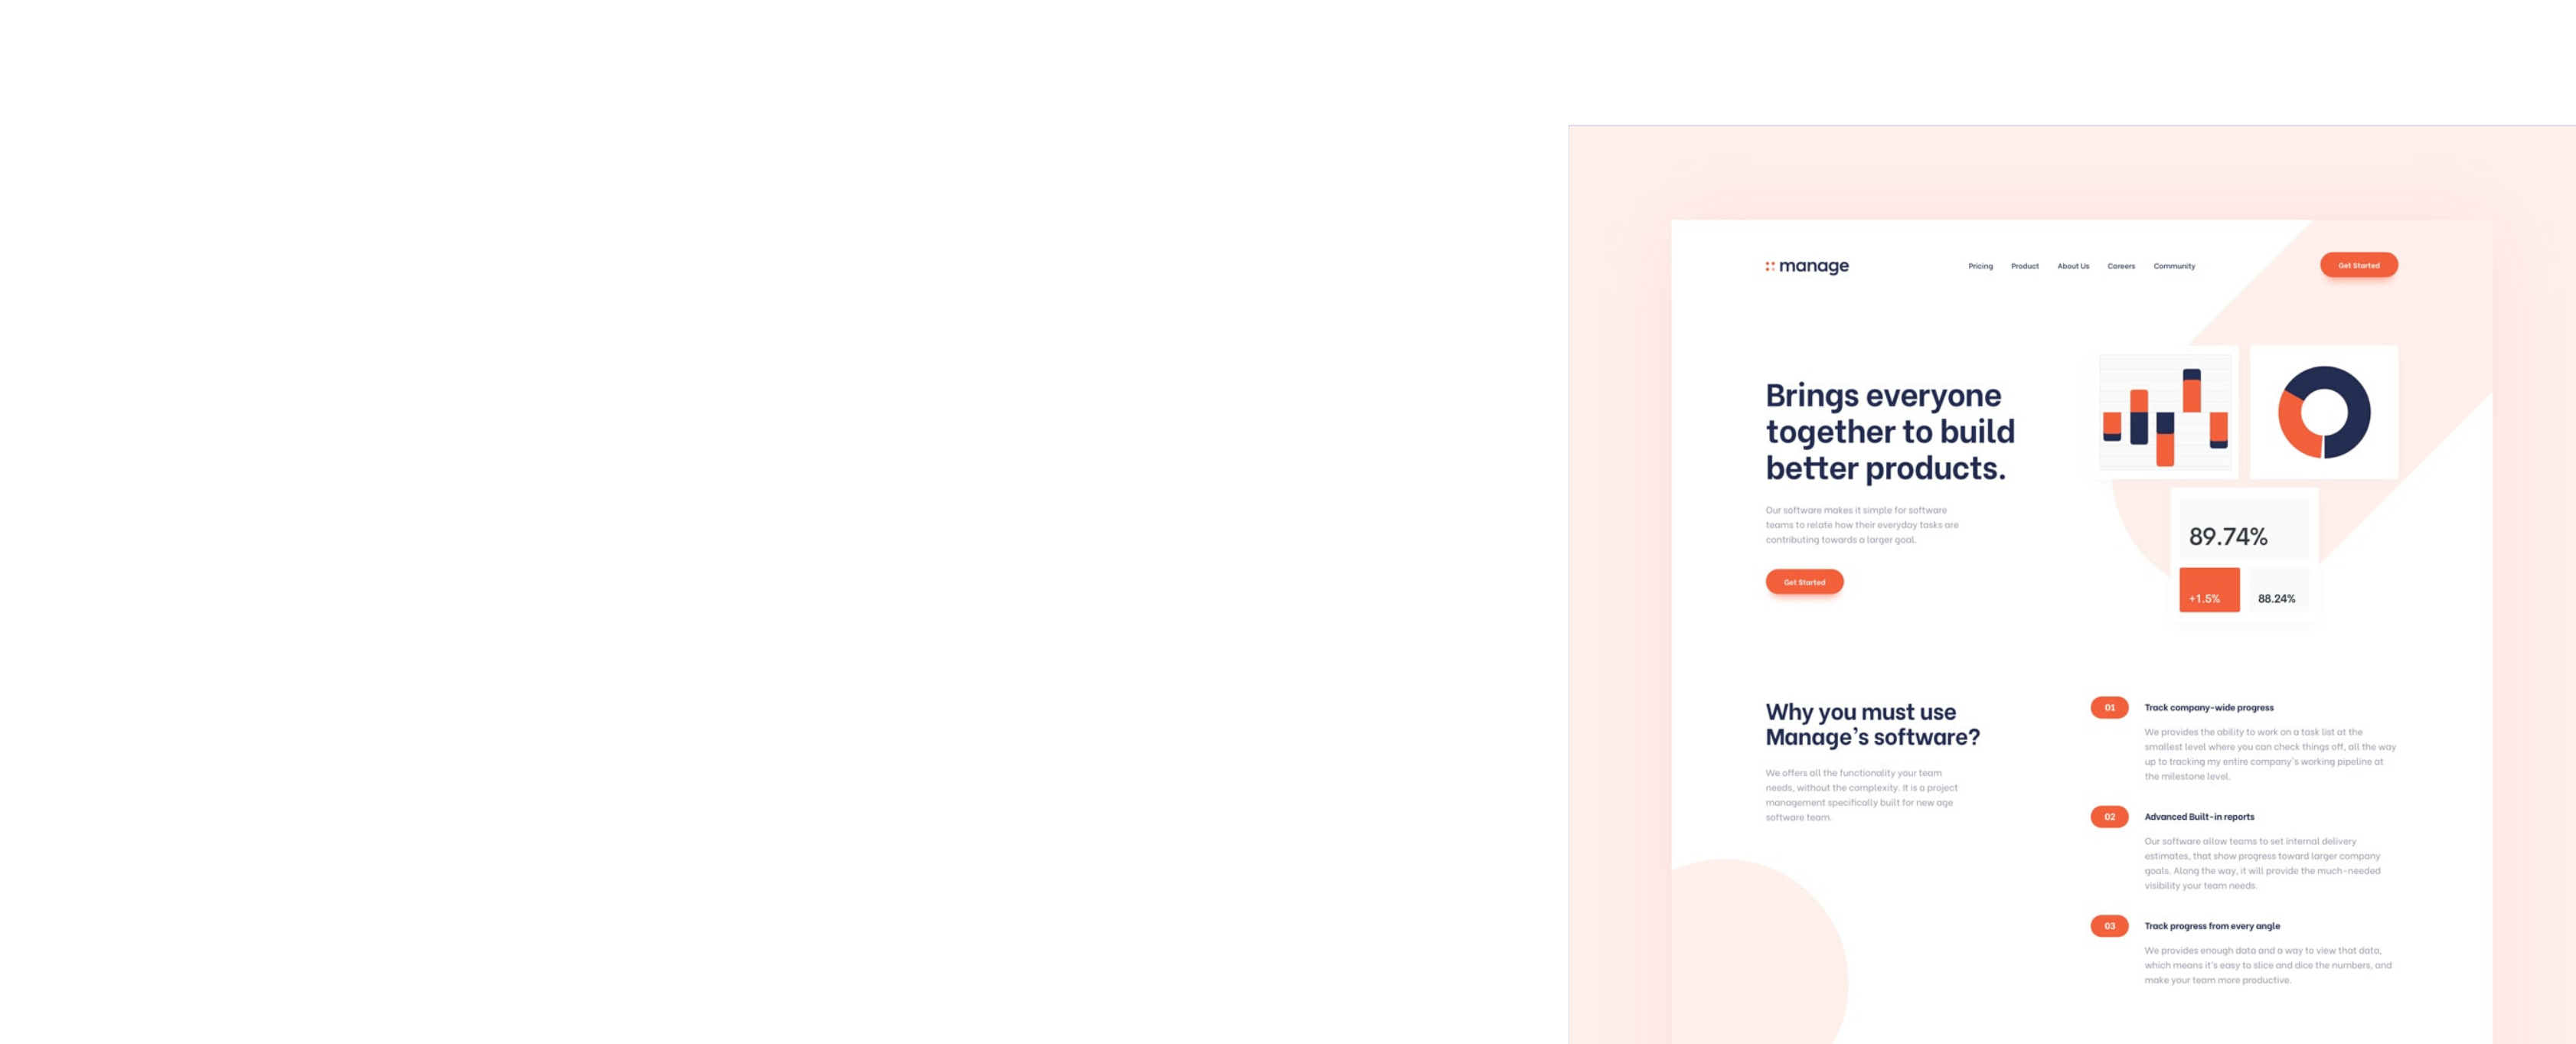 manage
Pricing Product About Us Careers Community
Get Started
Brings everyone
together to build
better products.
Our software makes it simple for software
teams to relate how their everyday tasks are
contributing towards a larger goal.
Get Started
89.74%
+1.5% 88.24%
Why you must use
Manage’s software?
We offers all the functionality your team
needs, without the complexity. It is a project
management specifically built for new age
software team.
01 Track company-wide progress
We provides the ability to work on a task list at the
smallest level where you can check things off, all the way
up to tracking my entire company's working pipeline at
the milestone level.
02 Advanced Built-in reports
Our software allow teams to set internal delivery
estimates, that show progress toward larger company
goals. Along the way, it will provide the much-needed
visibility your team needs.
03 Track progress from every angle
We provides enough data and a way to view that data,
which means it's easy to slice and dice the numbers, and
make your team more productive.